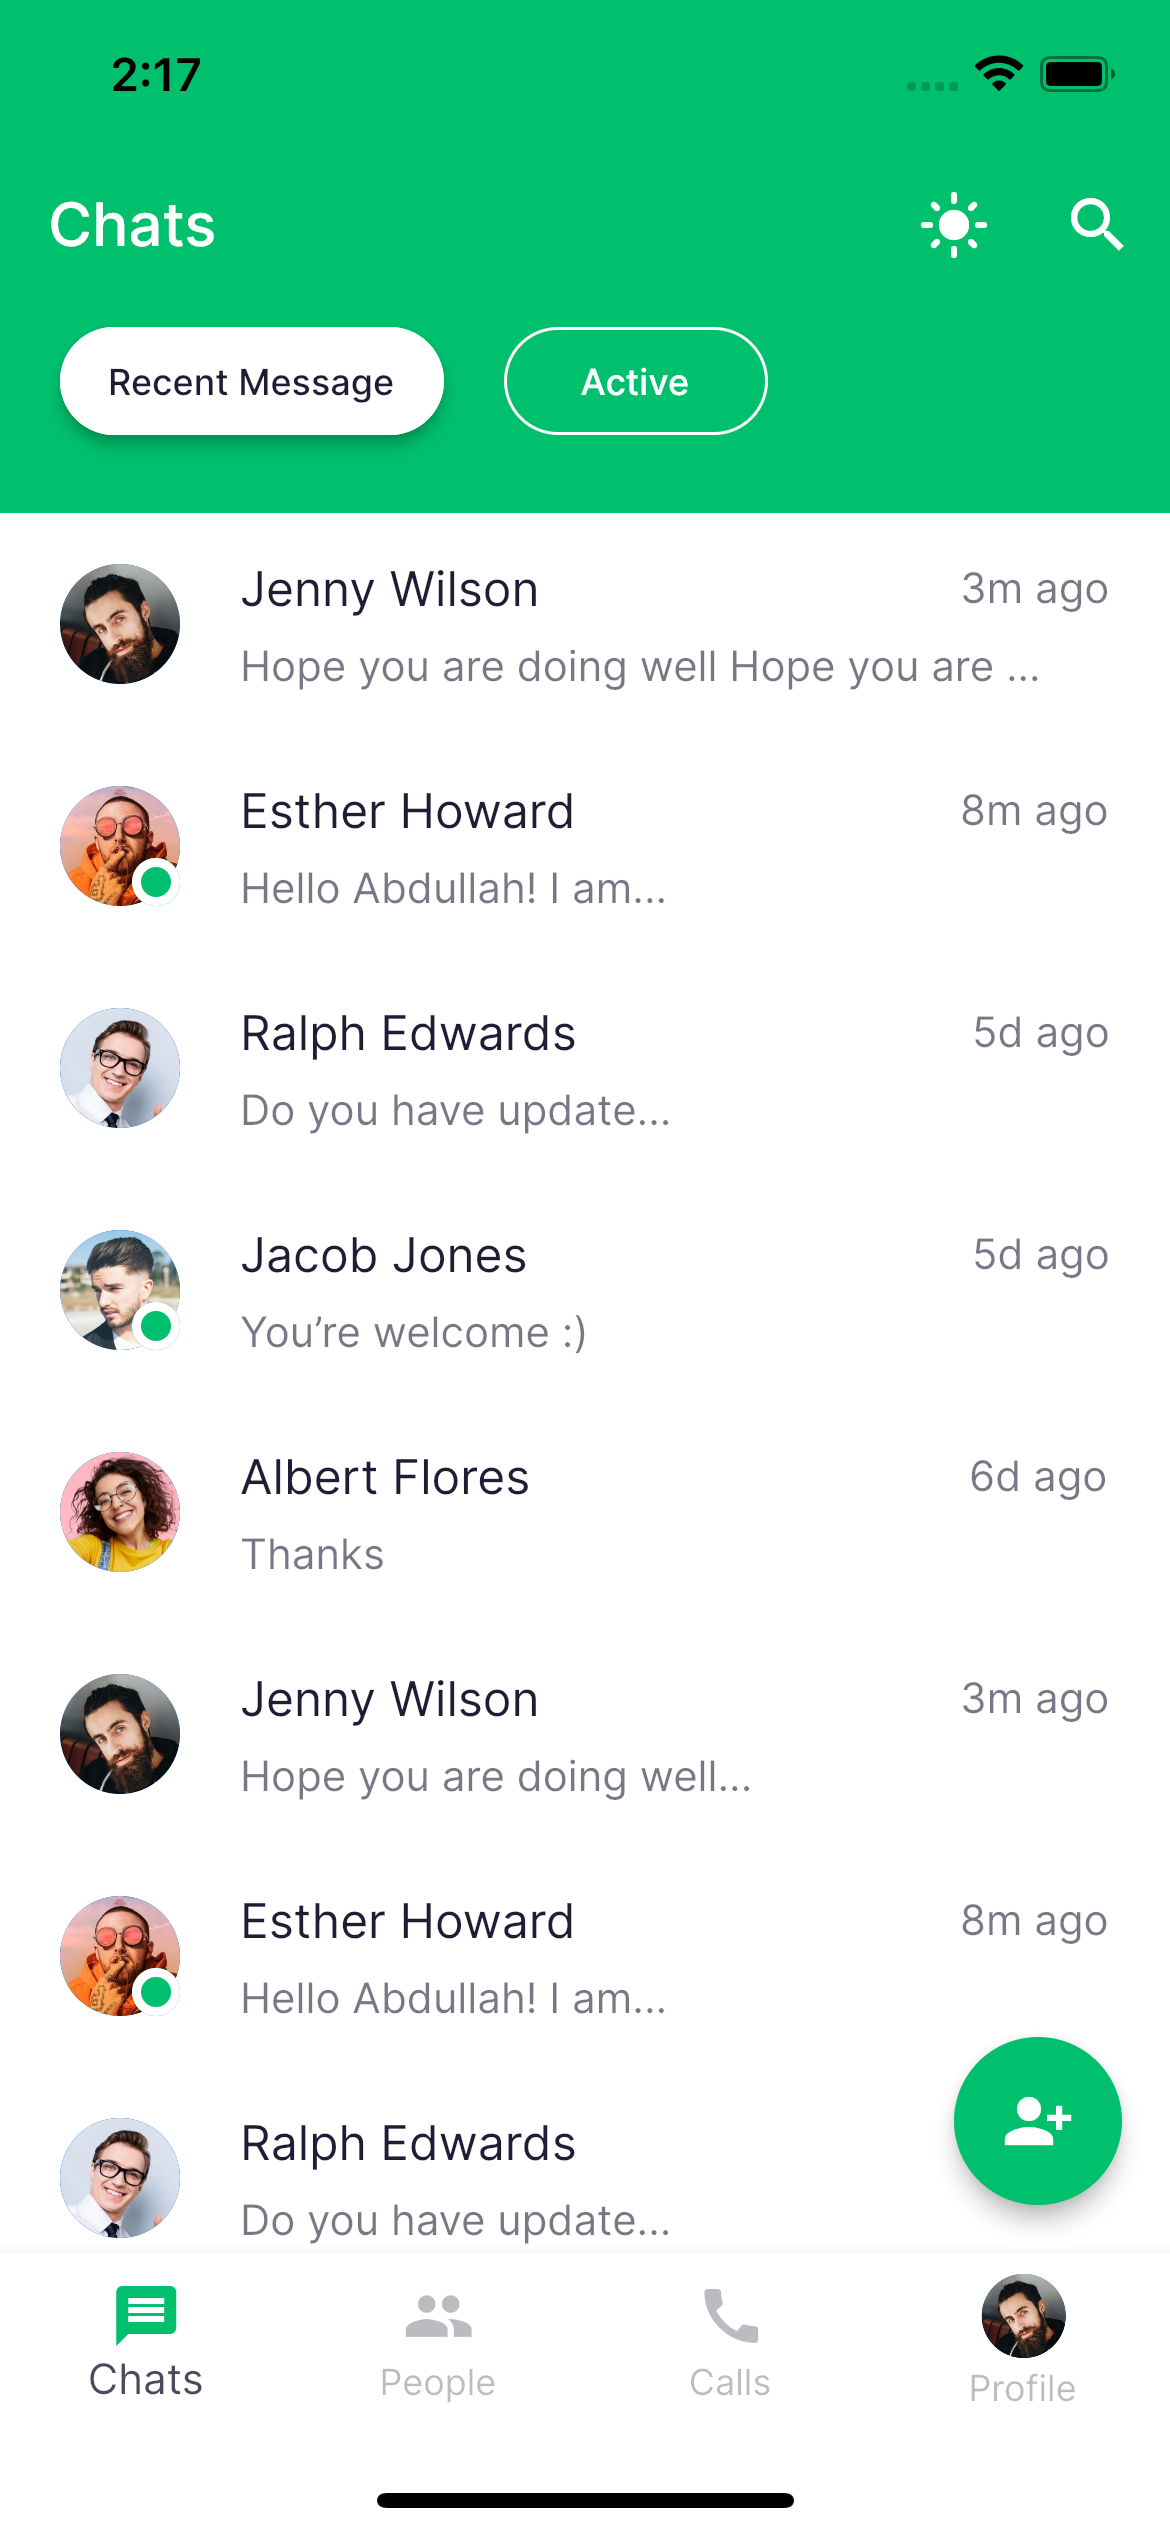 2:17
Chats
Recent Message Active
Jenny Wilson 3m ago
Hope you are doing well Hope you are ...
Esther Howard 8m ago
Hello Abdullah! I am...
Ralph Edwards 5d ago
Do you have update...
Jacob Jones 5d ago
You’re welcome :)
Albert Flores 6d ago
Thanks
Jenny Wilson 3m ago
Hope you are doing well...
Esther Howard 8m ago
Hello Abdullah! I am...
Ralph Edwards
Do you have update...
Chats People Calls Profile